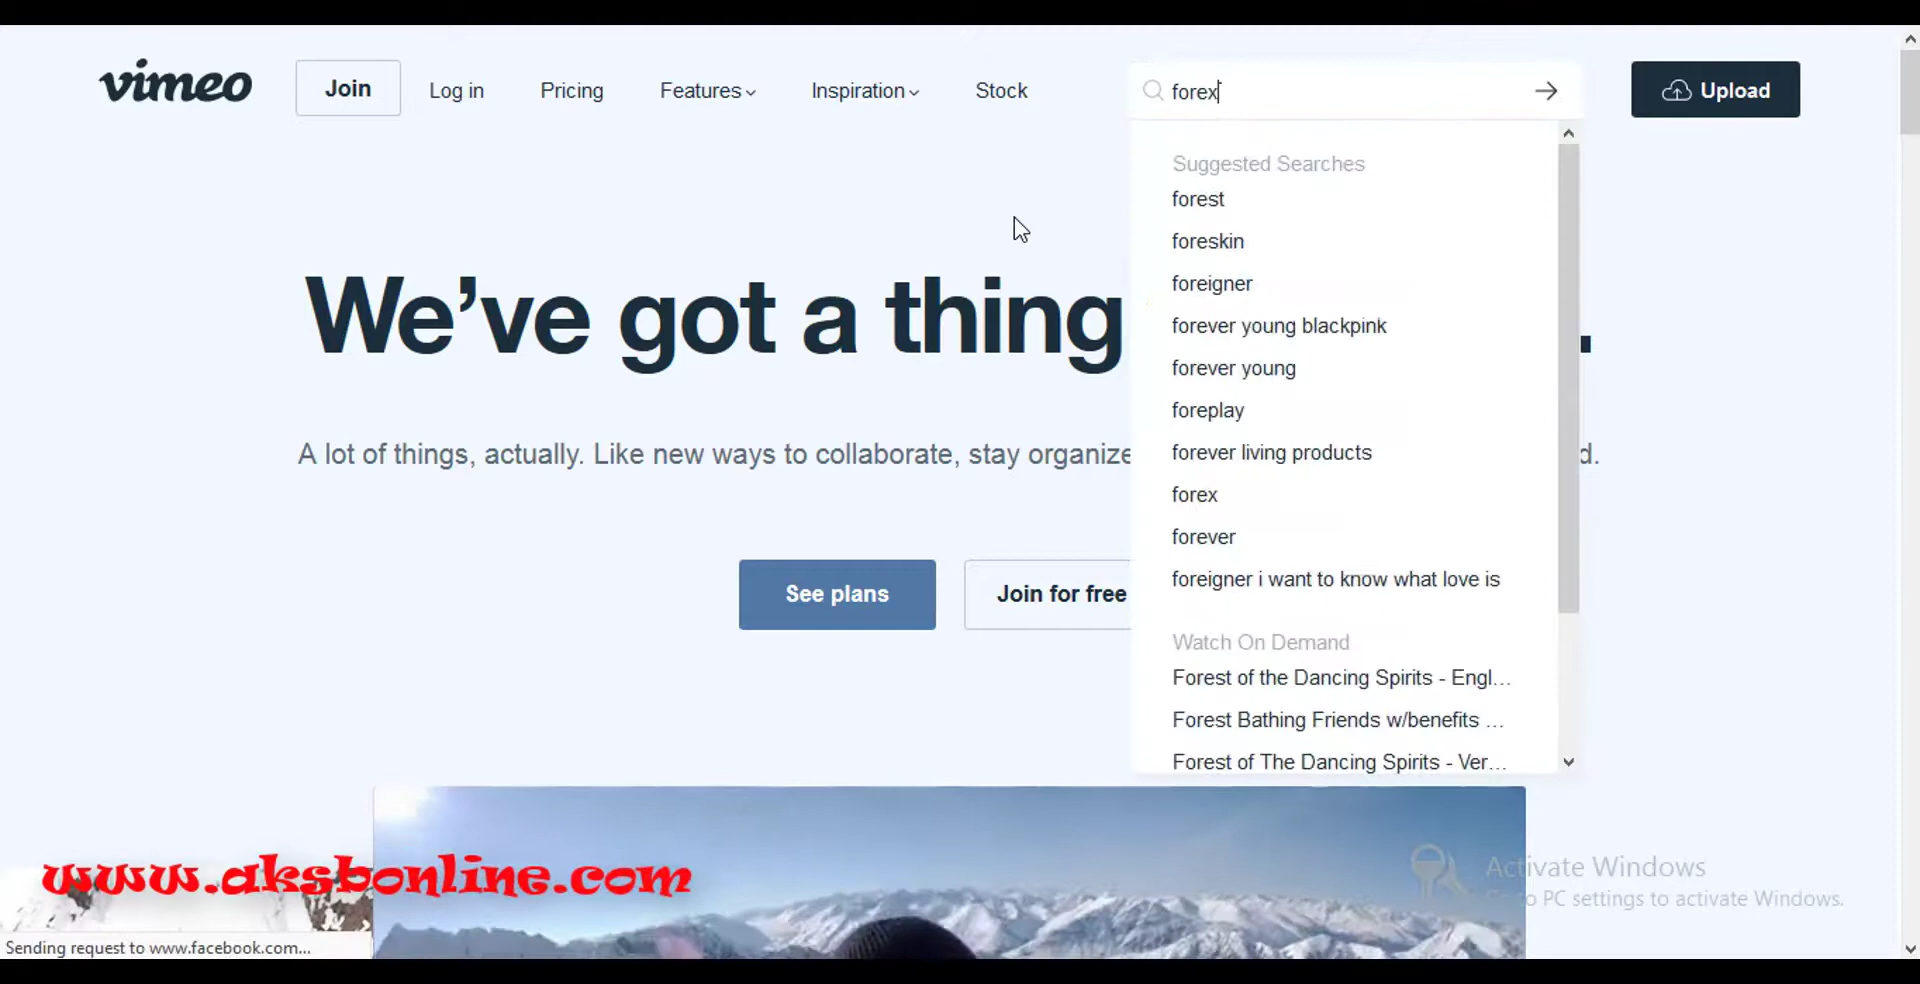 vimeo Join Log in Pricing Features Inspiration Stock forex Upload
Suggested Searches
forest
foreskin
foreigner
forever young blackpink
forever young
foreplay
forever living products
forex
forever
foreigner i want to know what love is
Watch On Demand
Forest of the Dancing Spirits - Engl...
Forest Bathing Friends w/benefits ...
Forest of The Dancing Spirits - Ver...
We've got a thing .
A lot of things, actually. Like new ways to collaborate, stay organize d.
See plans Join for free
www.aksbonline.com
Activate Windows
to PC settings to activate Windows.
Sending request to www.facebook.com...